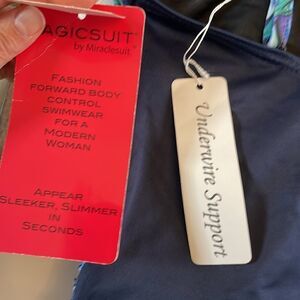 AGICSUIT
by Miraclesuit
FASHION
FORWARD BODY
CONTROL
SWIMWEAR
FOR A
MODERN
WOMAN
APPEAR
SLEEKER, SLIMMER
IN
SECONDS
Underwire Support